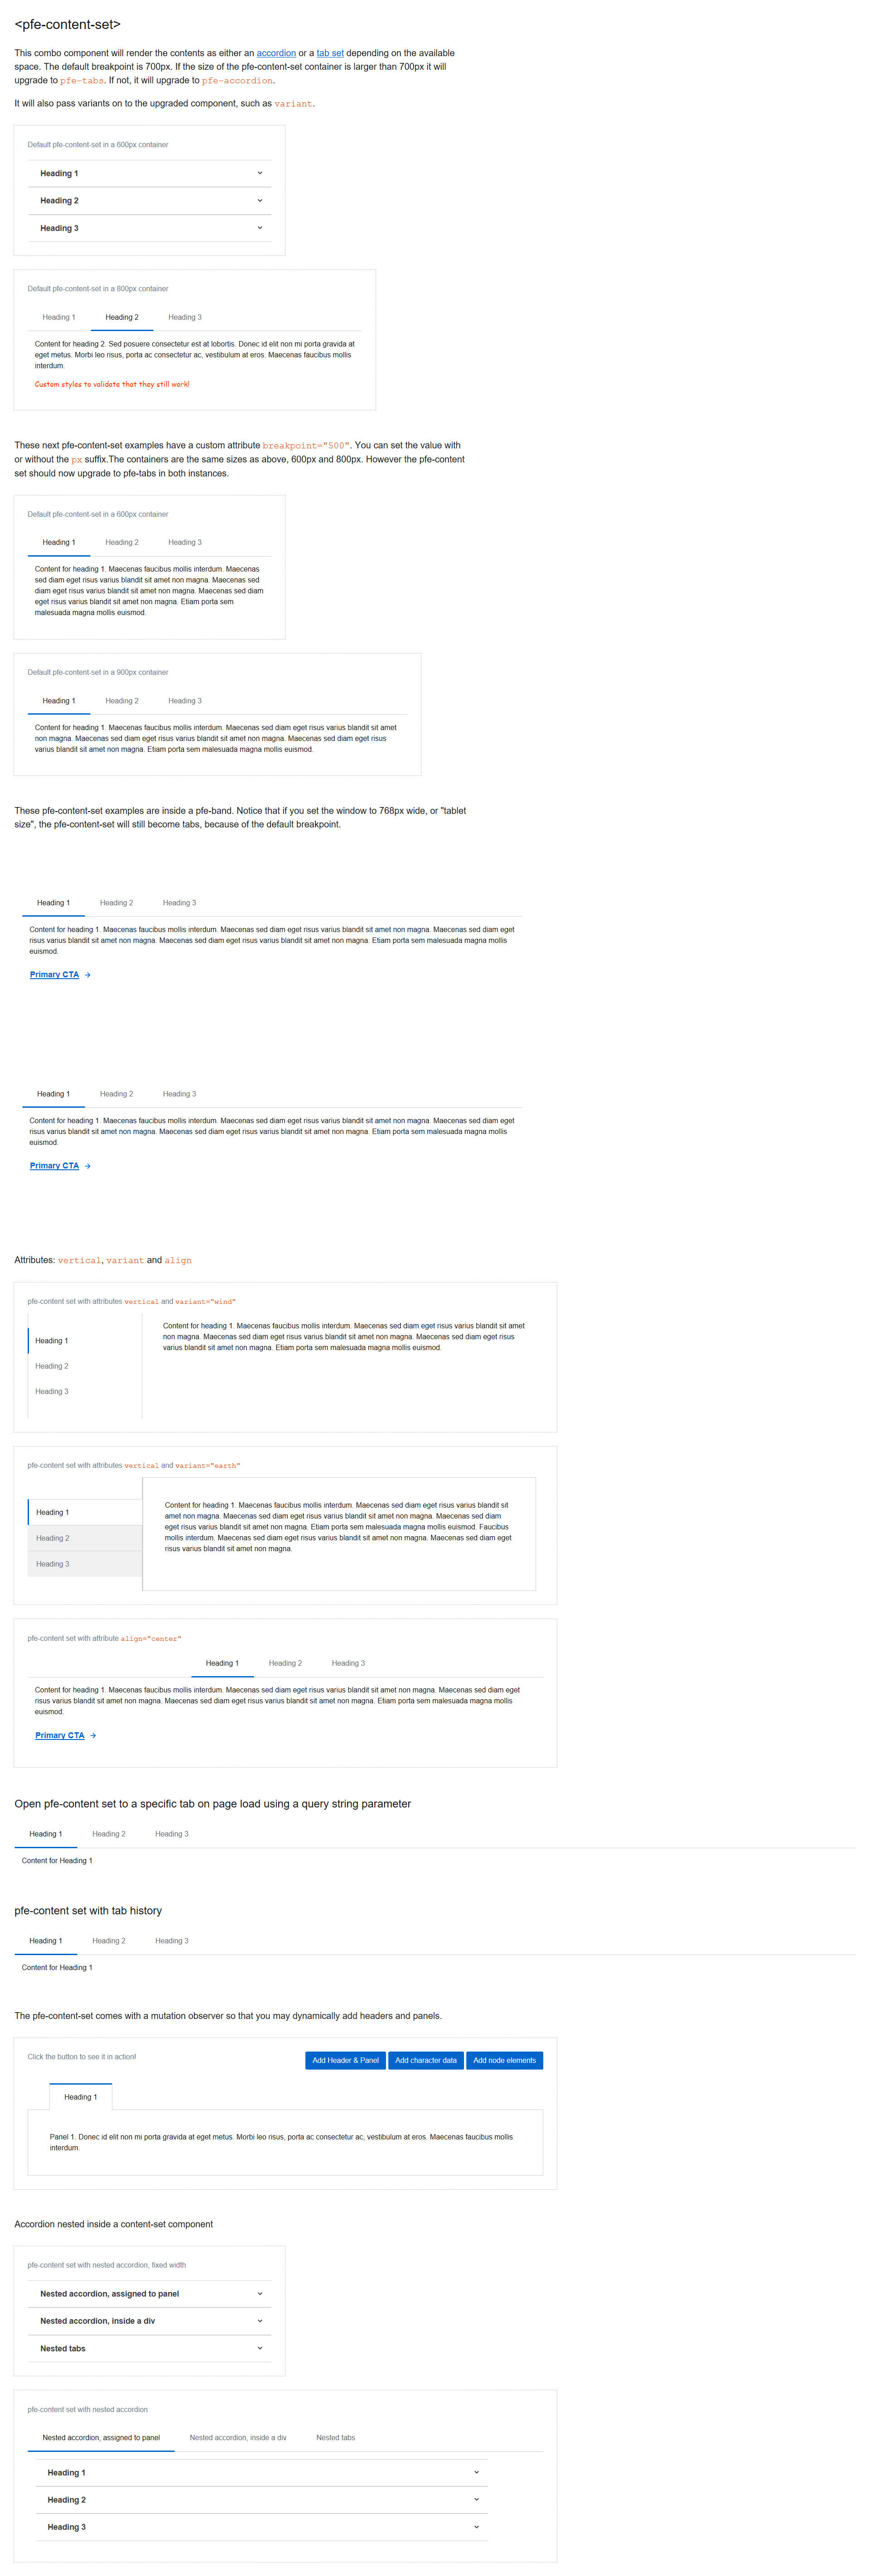 <pfe-content-set>
This combo component will render the contents as either an accordion or a tab set depending on the available
space. The default breakpoint is 700px. If the size of the pfe-content-set container is larger than 700px it will
upgrade to pfe-tabs. If not, it will upgrade to pfe-accordion.
It will also pass variants on to the upgraded component, such as variant.
Default pfe-content-set in a 600px container
Heading 1
Heading 2
Heading 3
Default pfe-content-set in a 800px container
Heading 1 Heading 2 Heading 3
Content for heading 2. Sed posuere consectetur est at lobortis. Donec id elit non mi porta gravida at
eget metus. Morbi leo risus, porta ac consectetur ac, vestibulum at eros. Maecenas faucibus mollis
interdum.
Custom styles to validate that they still work!
These next pfe-content-set examples have a custom attribute breakpoint="500". You can set the value with
or without the px suffix.The containers are the same sizes as above, 600px and 800px. However the pfe-content
set should now upgrade to pfe-tabs in both instances.
Default pfe-content-set in a 600px container
Heading 1 Heading 2 Heading 3
Content for heading 1. Maecenas faucibus mollis interdum. Maecenas
sed diam eget risus varius blandit sit amet non magna. Maecenas sed
diam eget risus varius blandit sit amet non magna. Maecenas sed diam
eget risus varius blandit sit amet non magna. Etiam porta sem
malesuada magna mollis euismod.
Default pfe-content-set in a 900px container
Heading 1 Heading 2 Heading 3
Content for heading 1. Maecenas faucibus mollis interdum. Maecenas sed diam eget risus varius blandit sit amet
non magna. Maecenas sed diam eget risus varius blandit sit amet non magna. Maecenas sed diam eget risus
varius blandit sit amet non magna. Etiam porta sem malesuada magna mollis euismod.
These pfe-content-set examples are inside a pfe-band. Notice that if you set the window to 768px wide, or "tablet
size", the pfe-content-set will still become tabs, because of the default breakpoint.
Heading 1 Heading 2 Heading 3
Content for heading 1. Maecenas faucibus mollis interdum. Maecenas sed diam eget risus varius blandit sit amet non magna. Maecenas sed diam eget
risus varius blandit sit amet non magna. Maecenas sed diam eget risus varius blandit sit amet non magna. Etiam porta sem malesuada magna mollis
euismod.
Primary CTA
Heading 1 Heading 2 Heading 3
Content for heading 1. Maecenas faucibus mollis interdum. Maecenas sed diam eget risus varius blandit sit amet non magna. Maecenas sed diam eget
risus varius blandit sit amet non magna. Maecenas sed diam eget risus varius blandit sit amet non magna. Etiam porta sem malesuada magna mollis
euismod.
Primary CTA
Attributes: vertical, variant and align
pfe-content set with attributes vertical and variant="wind"
Content for heading 1. Maecenas faucibus mollis interdum. Maecenas sed diam eget risus varius blandit sit amet
non magna. Maecenas sed diam eget risus varius blandit sit amet non magna. Maecenas sed diam eget risus
varius blandit sit amet non magna. Etiam porta sem malesuada magna mollis euismod.
Heading 1
Heading 2
Heading 3
pfe-content set with attributes vertical and variant="earth"
Content for heading 1. Maecenas faucibus mollis interdum. Maecenas sed diam eget risus varius blandit sit
amet non magna. Maecenas sed diam eget risus varius blandit sit amet non magna. Maecenas sed diam
eget risus varius blandit sit amet non magna. Etiam porta sem malesuada magna mollis euismod. Faucibus
mollis interdum. Maecenas sed diam eget risus varius blandit sit amet non magna. Maecenas sed diam eget
risus varius blandit sit amet non magna.
Heading 1
Heading 2
Heading 3
pfe-content set with attribute align="center"
Heading 1 Heading 2 Heading 3
Content for heading 1. Maecenas faucibus mollis interdum. Maecenas sed diam eget risus varius blandit sit amet non magna. Maecenas sed diam eget
risus varius blandit sit amet non magna. Maecenas sed diam eget risus varius blandit sit amet non magna. Etiam porta sem malesuada magna mollis
euismod.
Primary CTA
Open pfe-content set to a specific tab on page load using a query string parameter
Heading 1 Heading 2 Heading 3
Content for Heading 1
pfe-content set with tab history
Heading 1 Heading 2 Heading 3
Content for Heading 1
The pfe-content-set comes with a mutation observer so that you may dynamically add headers and panels.
Click the button to see it in action! Add Header & Panel Add character data Add node elements
Heading 1
Panel 1. Donec id elit non mi porta gravida at eget metus. Morbi leo risus, porta ac consectetur ac, vestibulum at eros. Maecenas faucibus mollis
interdum.
Accordion nested inside a content-set component
pfe-content set with nested accordion, fixed width
Nested accordion, assigned to panel
Nested accordion, inside a div
Nested tabs
pfe-content set with nested accordion
Nested accordion, assigned to panel Nested accordion, inside a div Nested tabs
Heading 1
Heading 2
Heading 3